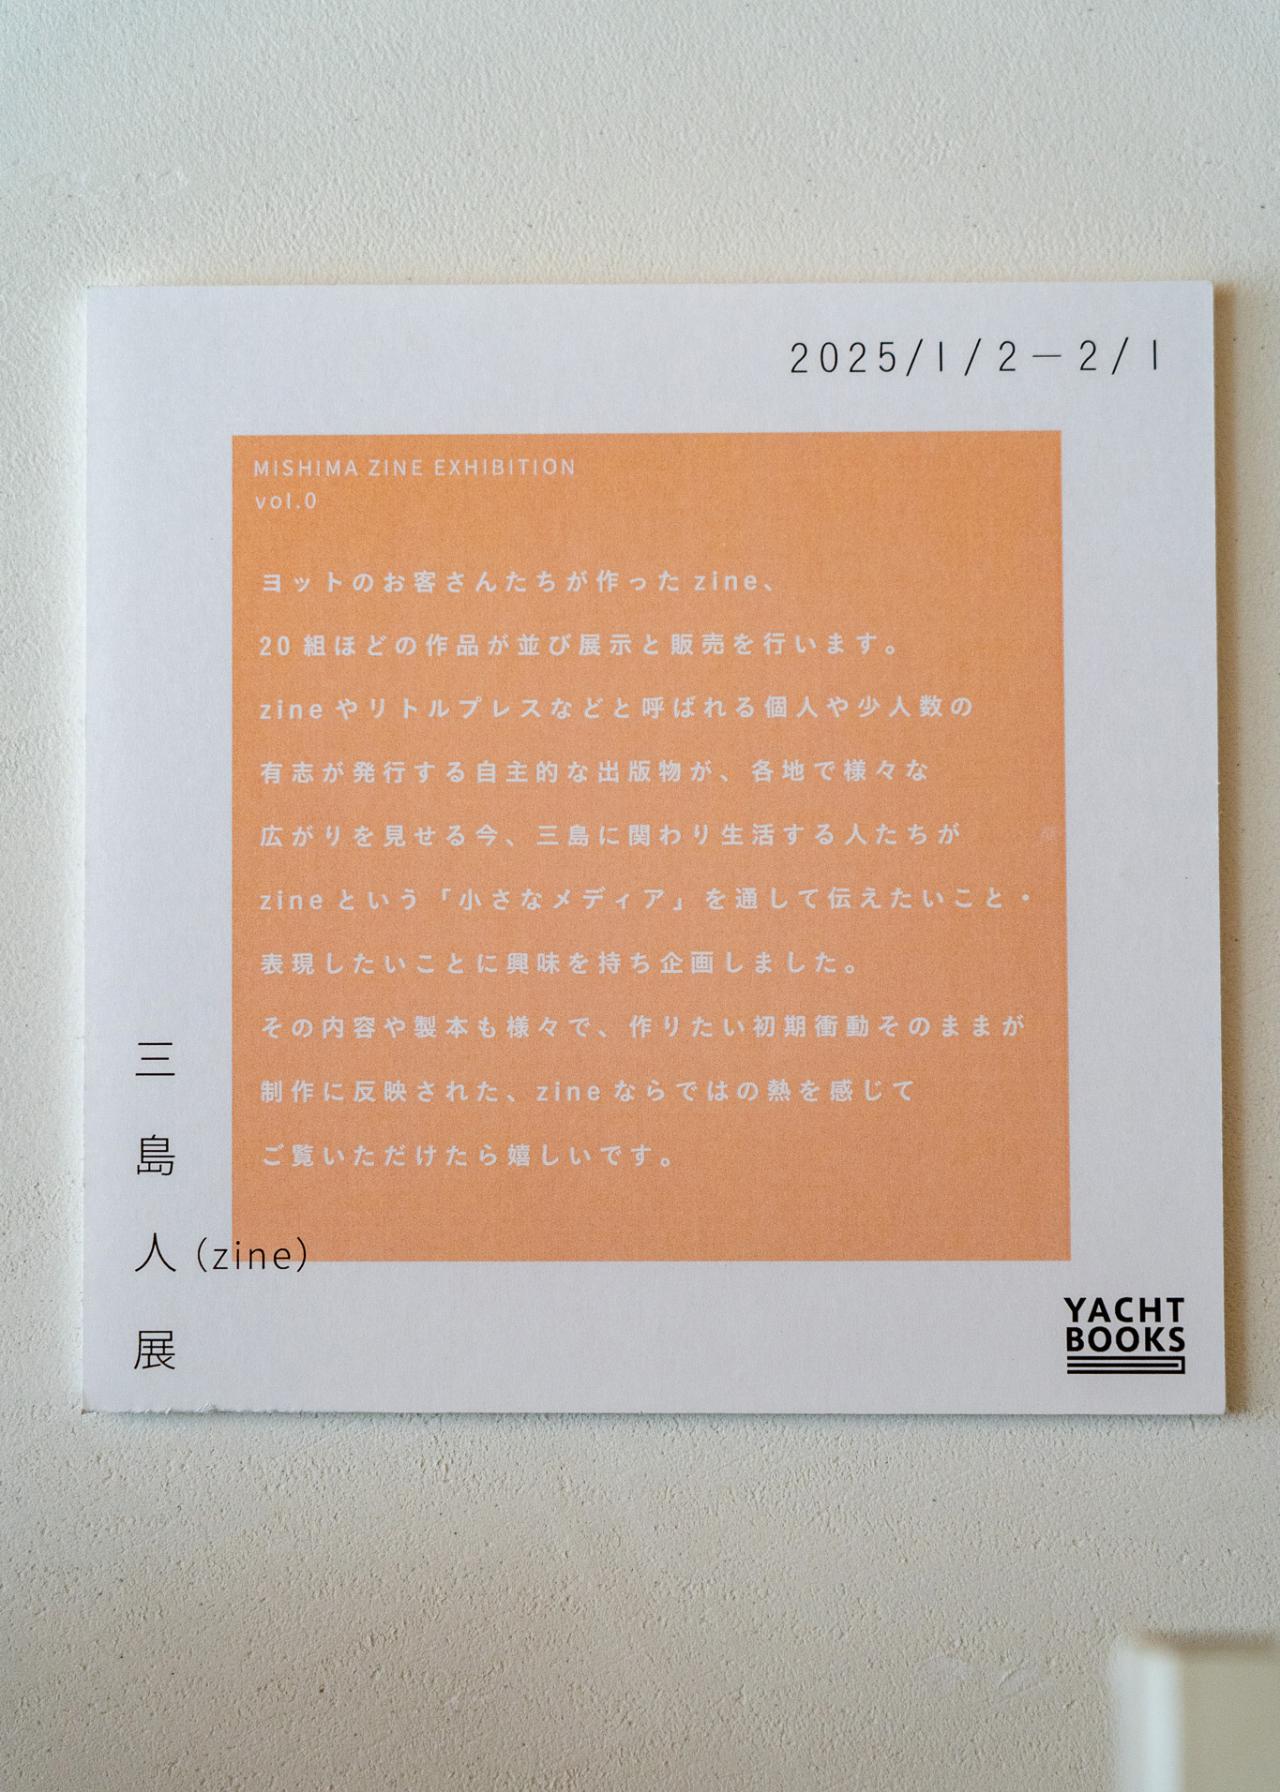 2025/1/2－2/1
MISHIMA ZINE EXHIBITION
vol.0
ヨットのお客さんたちが作ったzine、
20組ほどの作品が並び展示と販売を行います。
zineやリトルプレスなどと呼ばれる個人や少人数の
有志が発行する自主的な出版物が、各地で様々な
広がりを見せる今、三島に関わり生活する人たちが
zineという「小さなメディア」を通して伝えたいこと・
表現したいことに興味を持ち企画しました。
その内容や製本も様々で、作りたい初期衝動そのままが
制作に反映された、zineならではの熱を感じて
ご覧いただけたら嬉しいです。
三島人(zine)展
YACHT
BOOKS